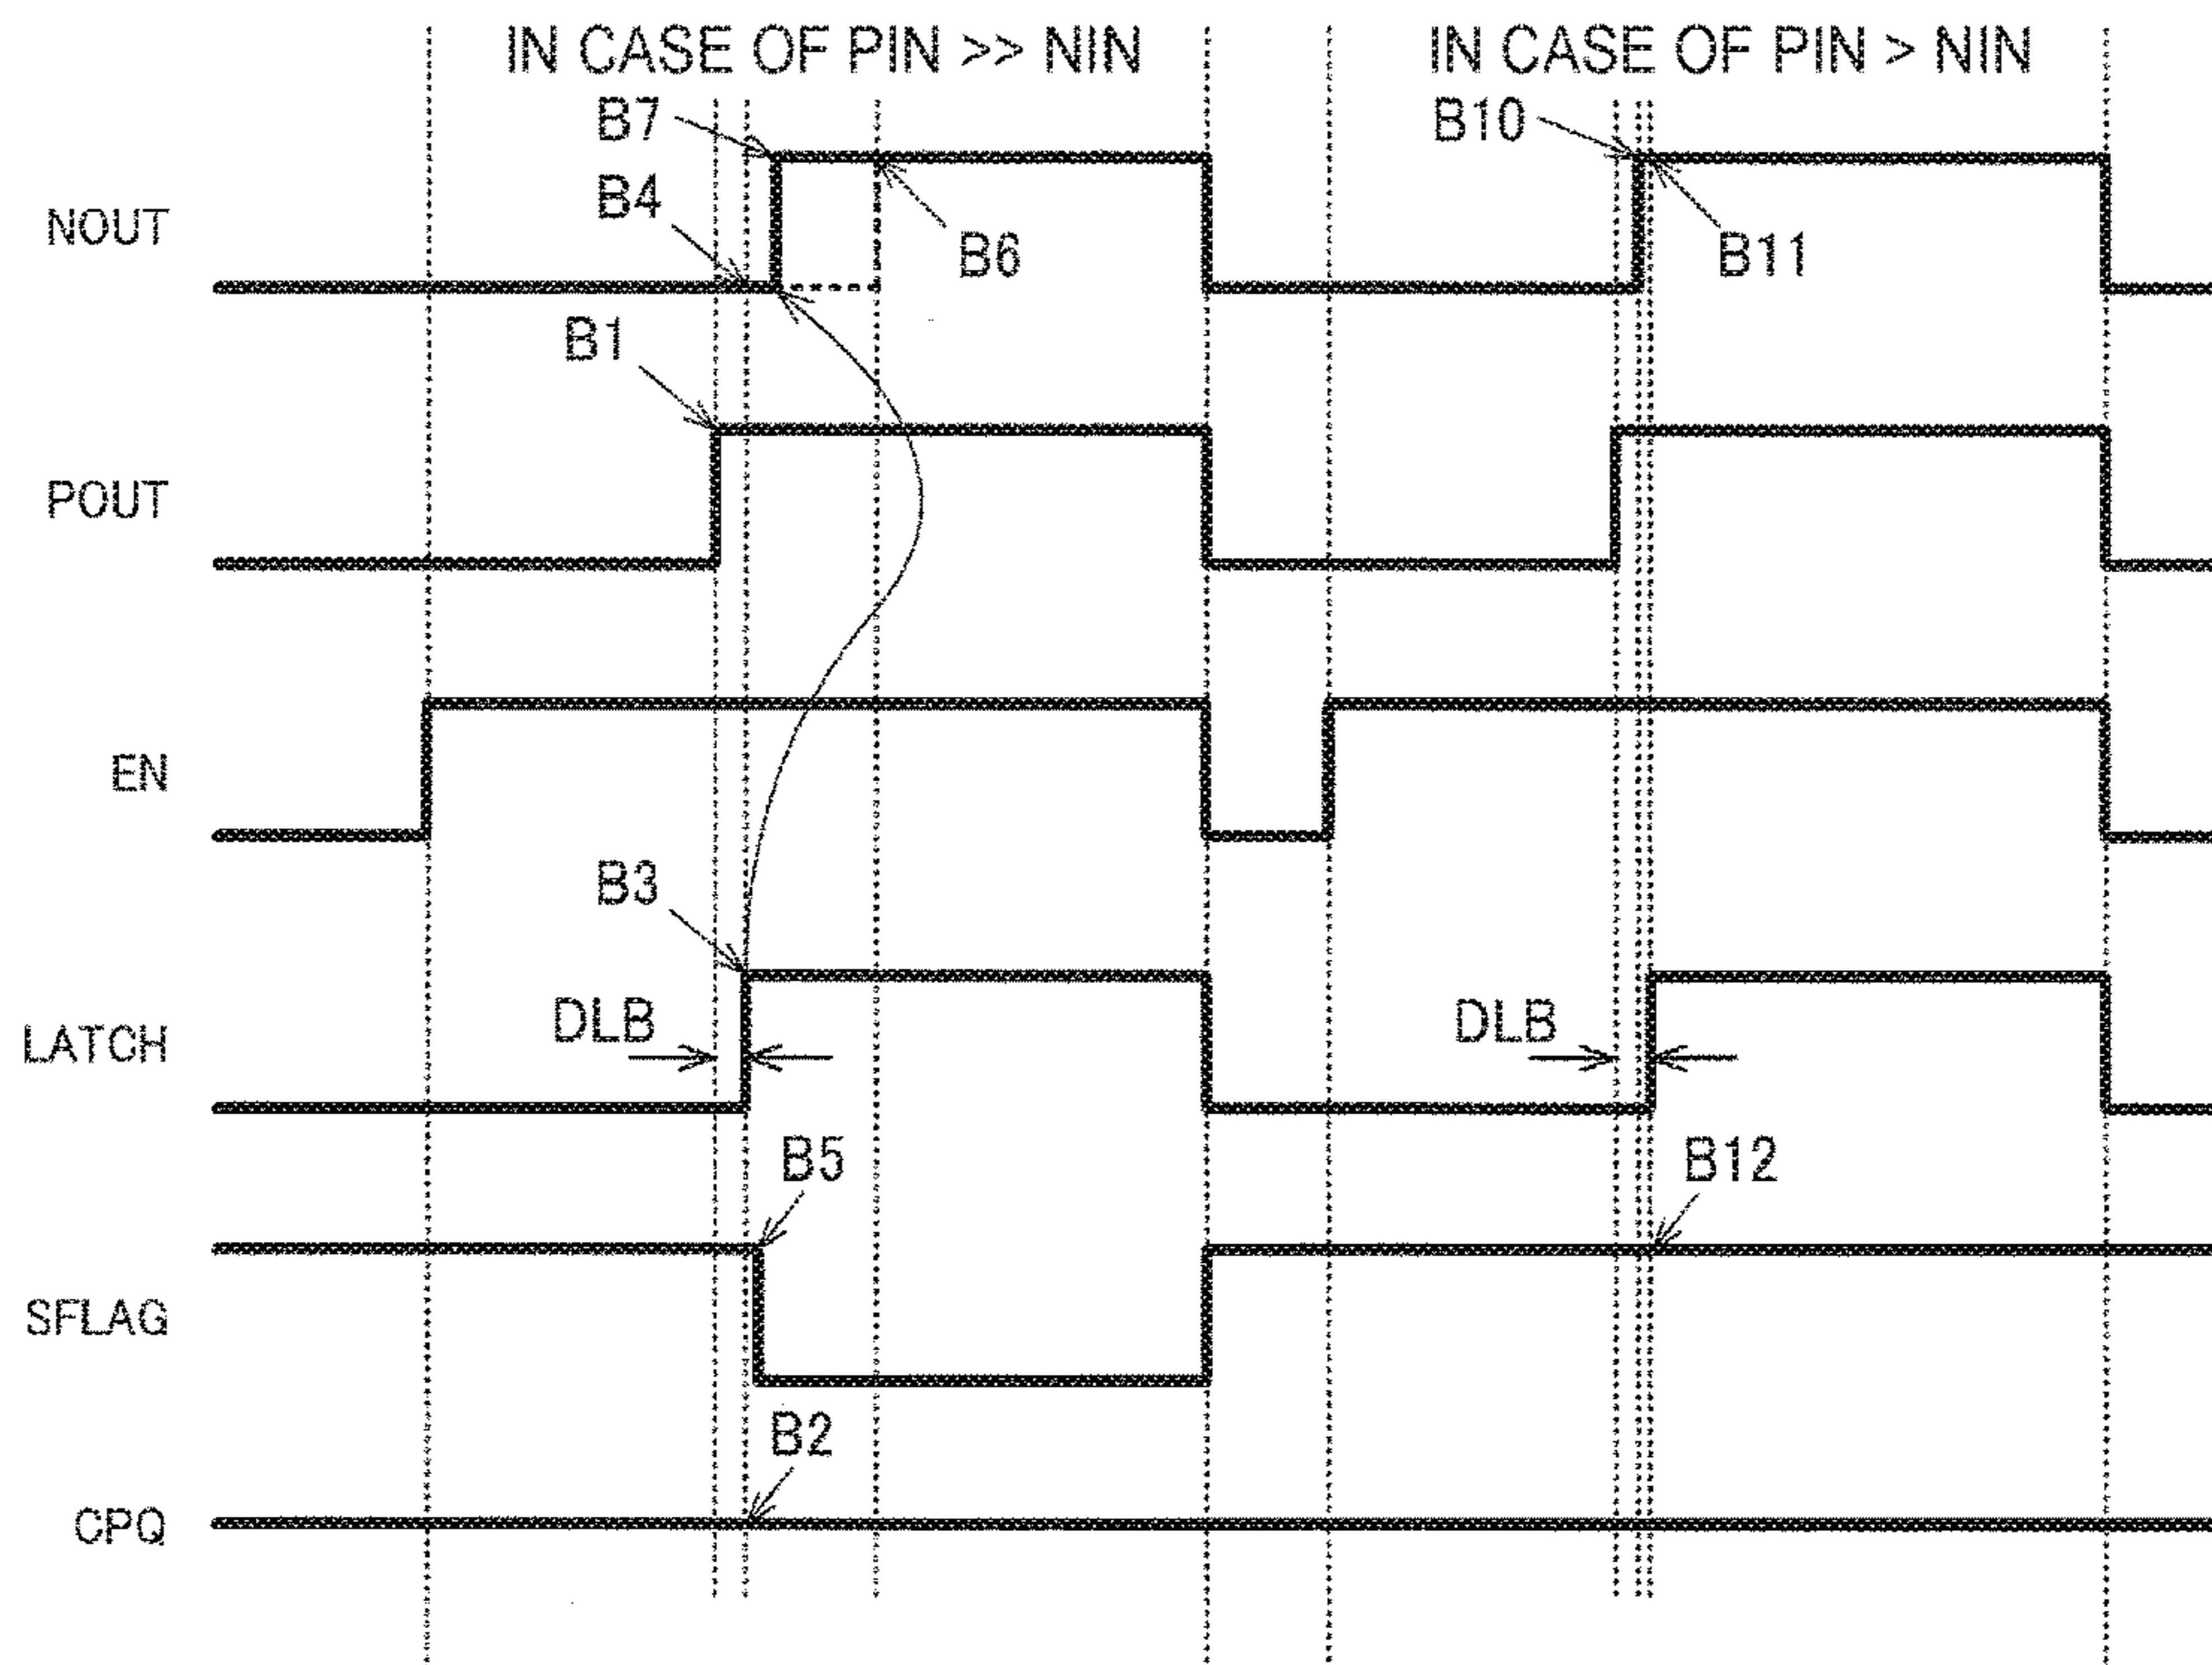 IN CASE OF PIN >> NIN
IN CASE OF PIN > NIN
B7
B10
B4
NOUT
B6
B11
B1
POUT
EN
B3
DLB
DLB
LATCH
B5
B12
SFLAG
B2
CPQ